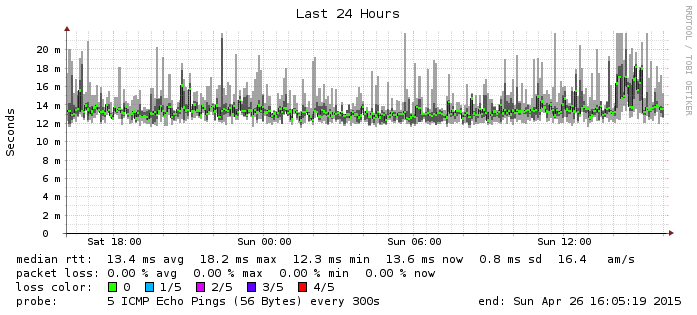 Last 24 Hours
RRDTOOL / TOBI OETIKER
Seconds
20 m
18 m
16 m
14 m
12 m
10 m
8 m
6 m
4 m
2 m
0
Sat 18:00 Sun 00:00 Sun 06:00 Sun 12:00
median rtt: 13.4 ms avg 18.2 ms max 12.3 ms min 13.6 ms now 0.8 ms sd 16.4 am/s
packet loss: 0.00 % avg 0.00 % max 0.00 % min 0.00 % now
loss color: 0 1/5 2/5 3/5 4/5
probe: 5 ICMP Echo Pings (56 Bytes) every 300s end: Sun Apr 26 16:05:19 2015